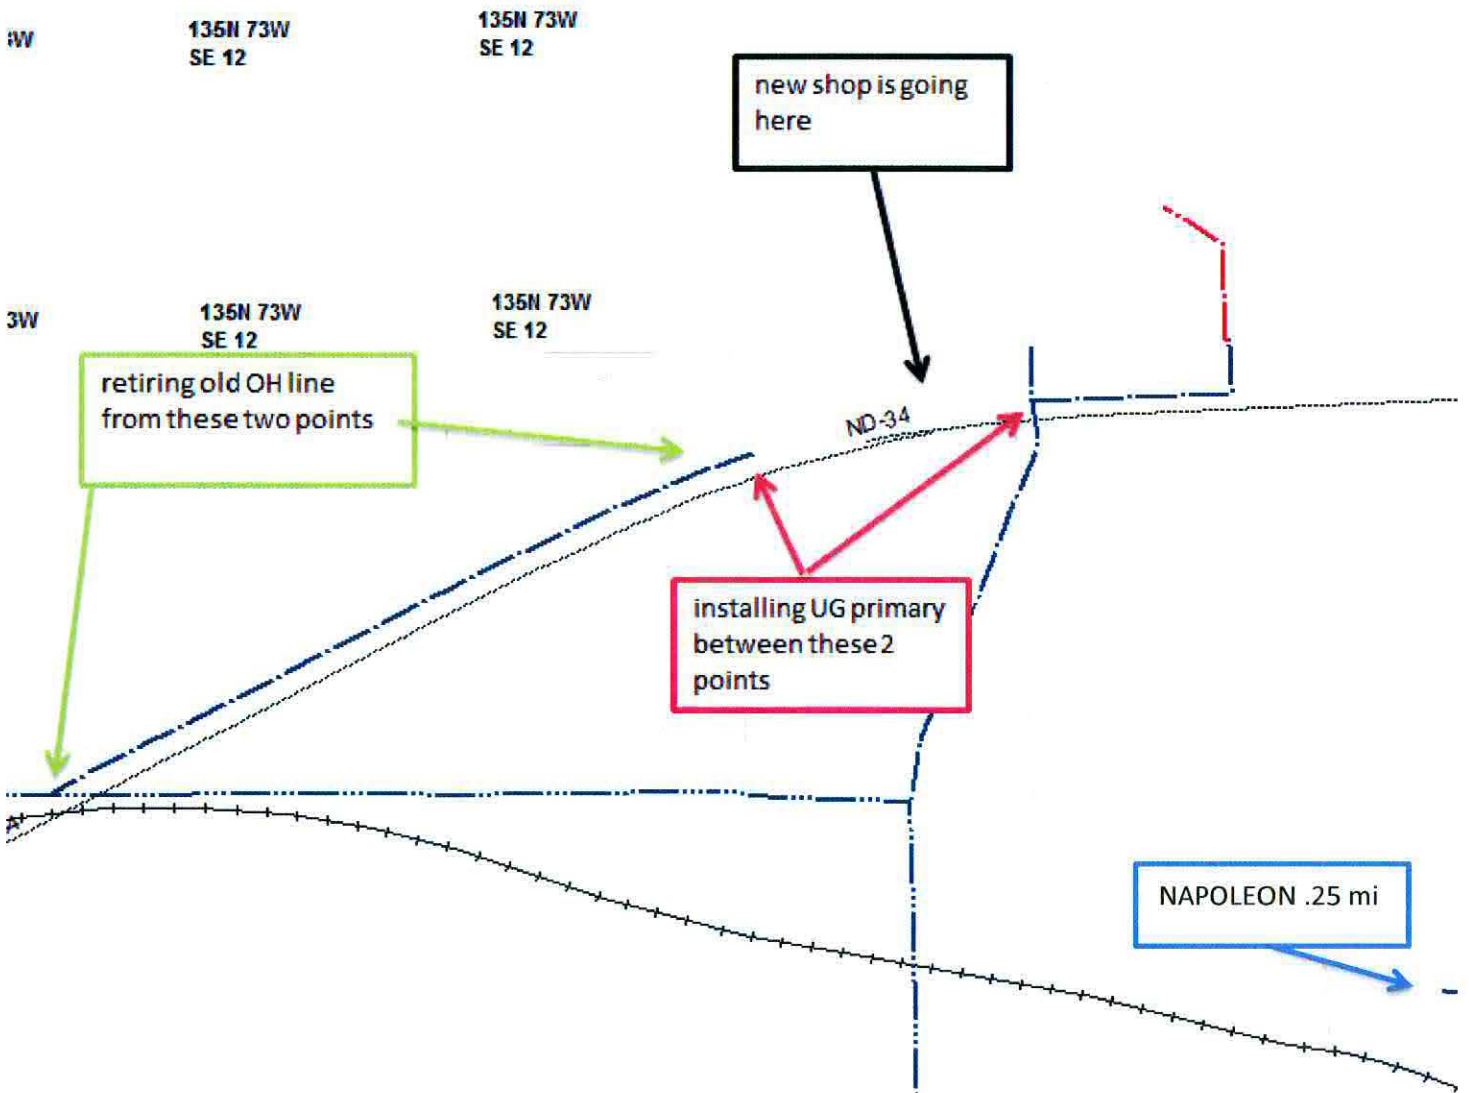 135N 73W
SE 12
135N 73W
SE 12
new shop is going
here
3W
135N 73W
SE 12
135N 73W
SE 12
retiring old OH line
from these two points
ND-34
installing UG primary
between these 2
points
NAPOLEON .25 mi